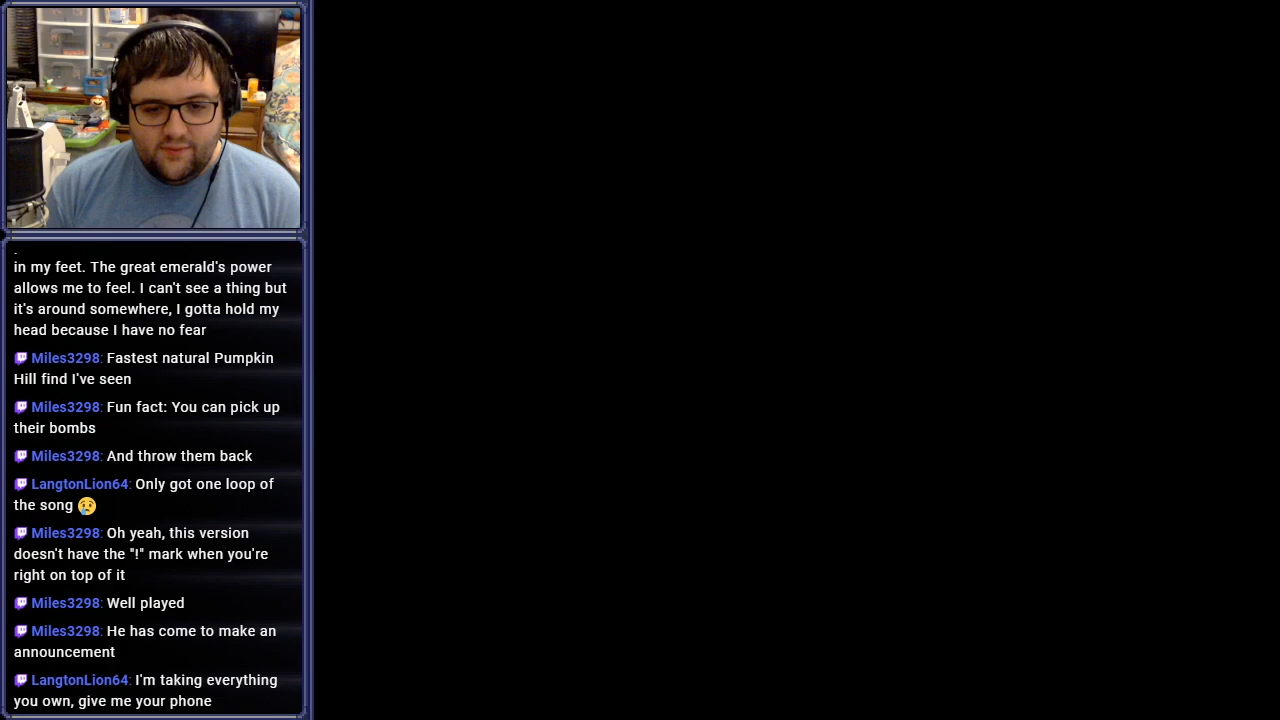 in my feet. The great emerald's power
allows me to feel. I can't see a thing but
it's around somewhere, I gotta hold my
head because I have no fear
Miles3298: Fastest natural Pumpkin
Hill find I've seen
Miles3298: Fun fact: You can pick up
their bombs
Miles3298: And throw them back
LangtonLion64: Only got one loop of
the song 😢
Miles3298: Oh yeah, this version
doesn't have the "!" mark when you're
right on top of it
Miles3298: Well played
Miles3298: He has come to make an
announcement
LangtonLion64: I'm taking everything
you own, give me your phone